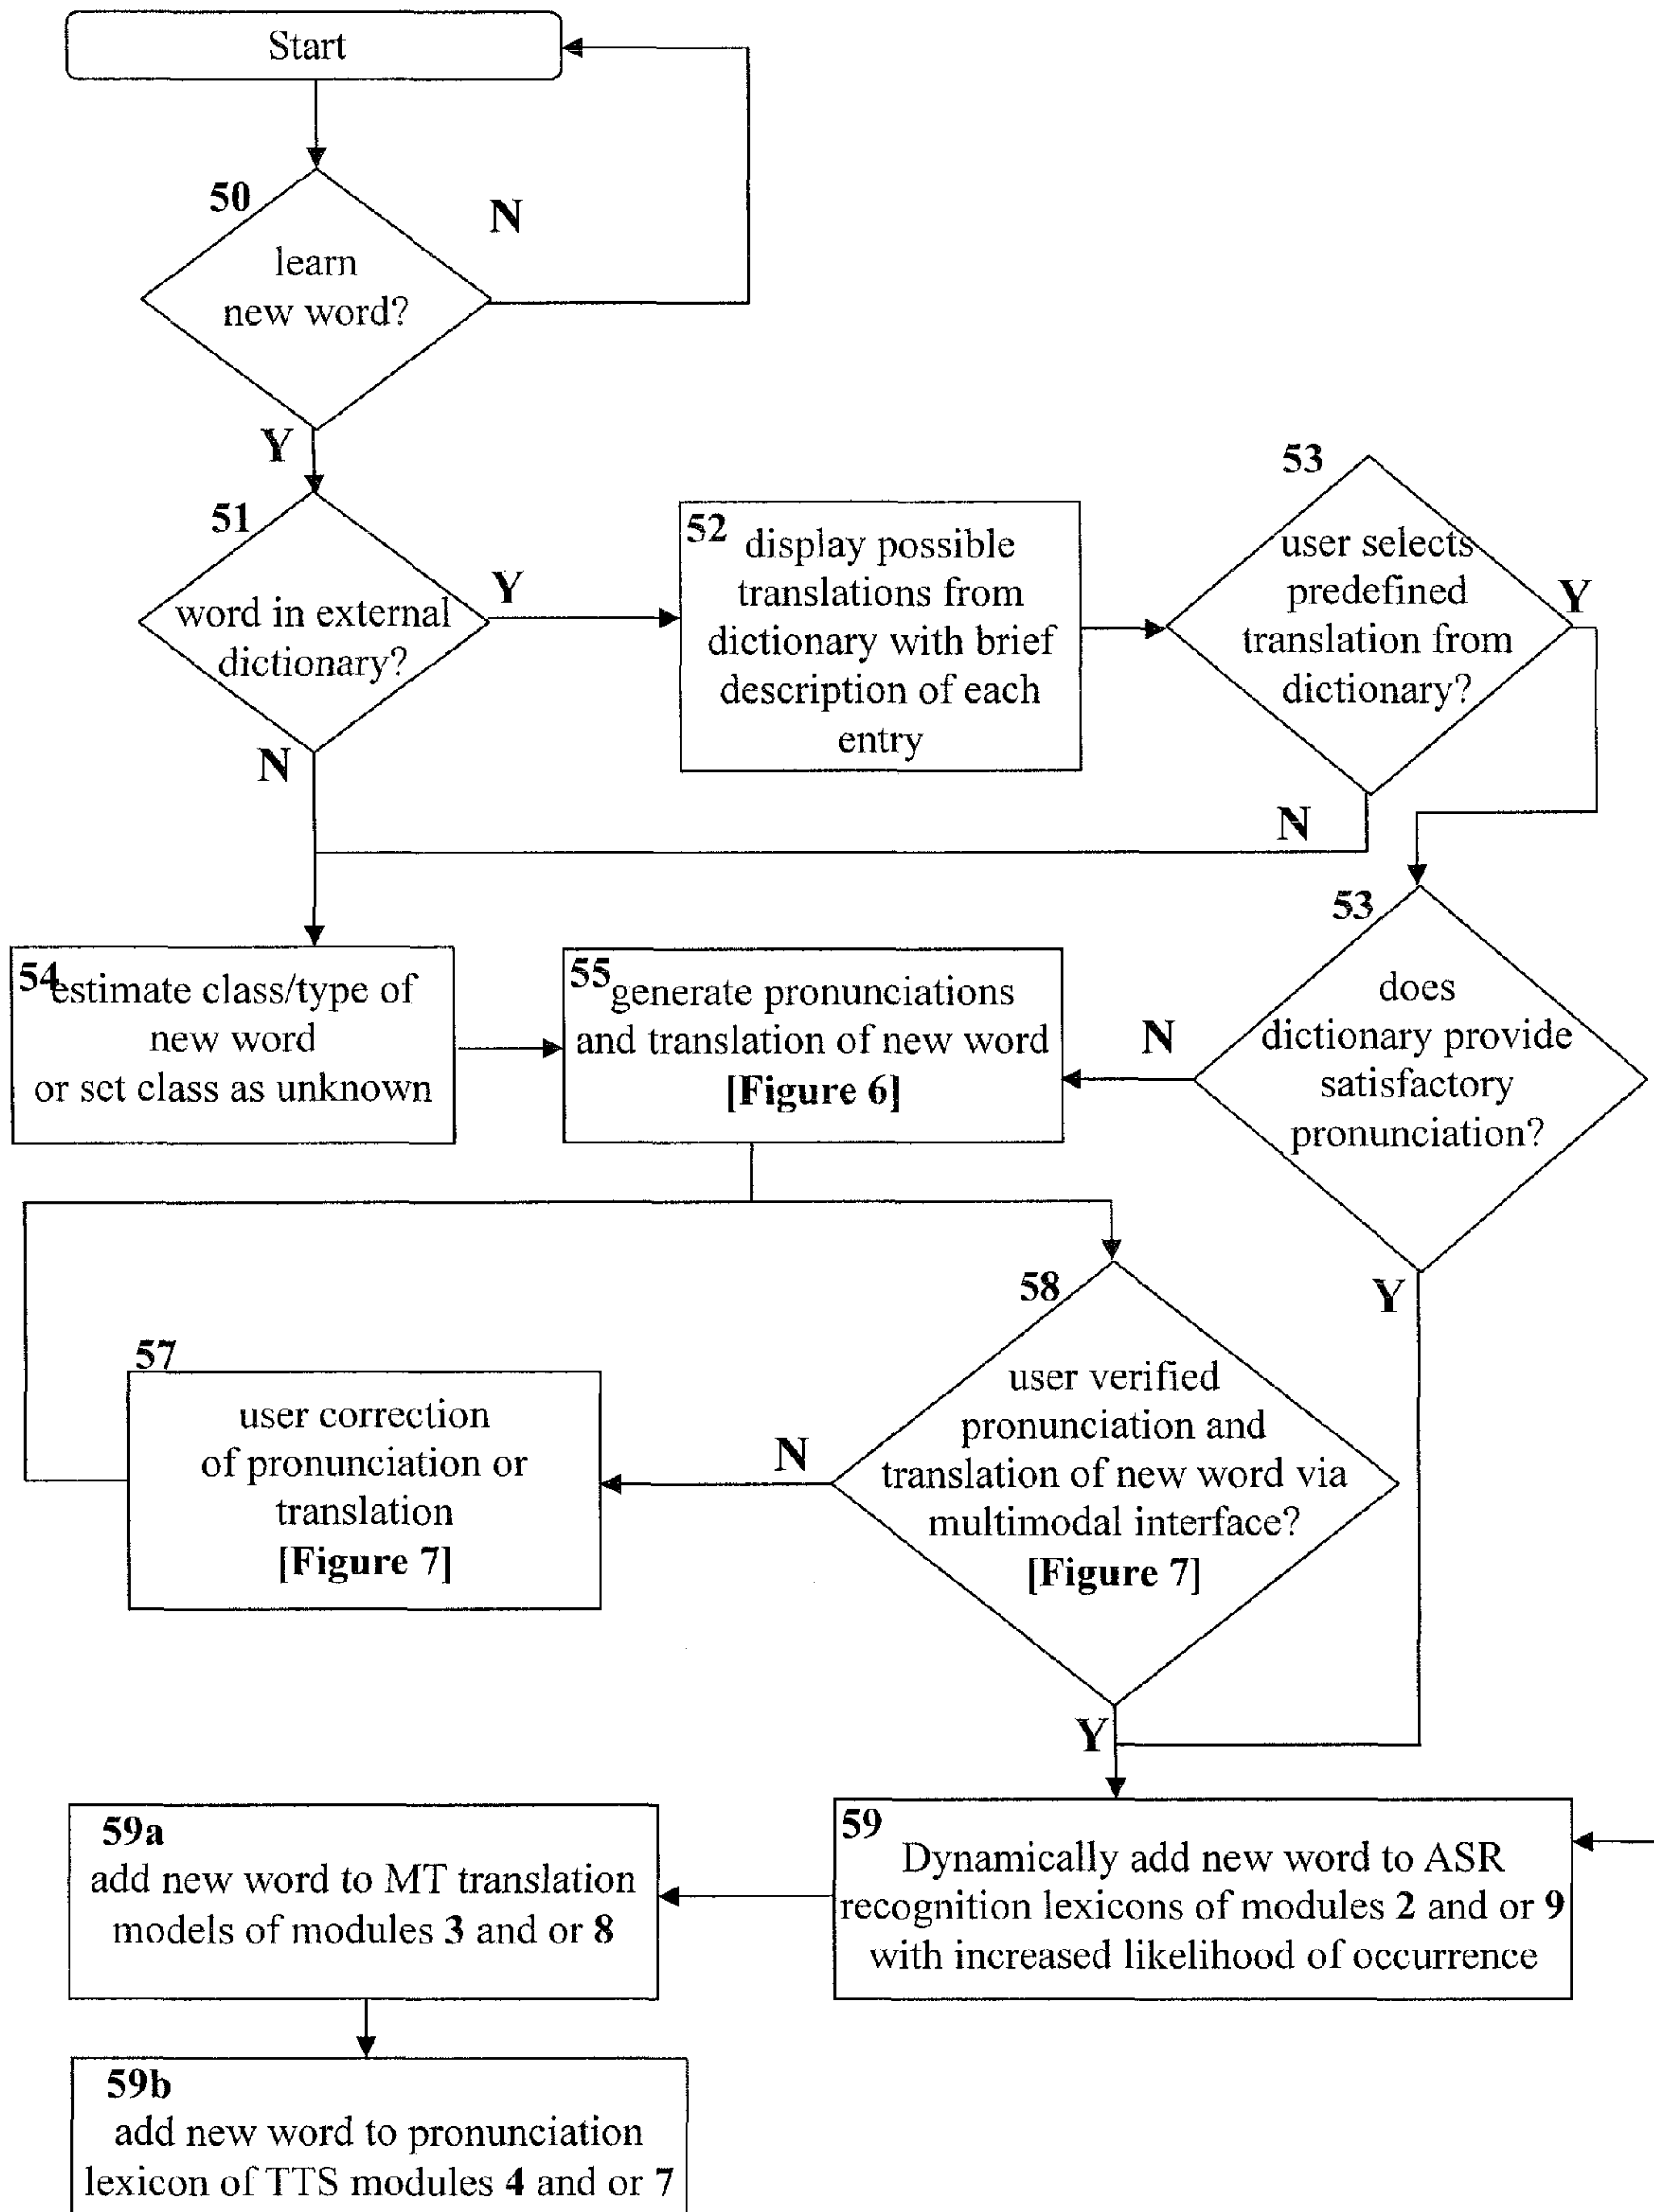 Start
50
N
learn
new word?
Y
51
word in external
dictionary?
Y
N
52
display possible
translations from
dictionary with brief
description of each
entry
53
user selects
predefined
translation from
dictionary?
Y
N
54
estimate class/type of
new word
or set class as unknown
55
generate pronunciations
and translation of new word
[Figure 6]
N
53
does
dictionary provide
satisfactory
pronunciation?
Y
57
user correction
of pronunciation or
translation
[Figure 7]
N
58
user verified
pronunciation and
translation of new word via
multimodal interface?
[Figure 7]
Y
59a
add new word to MT translation
models of modules 3 and or 8
59
Dynamically add new word to ASR
recognition lexicons of modules 2 and or 9
with increased likelihood of occurrence
59b
add new word to pronunciation
lexicon of TTS modules 4 and or 7